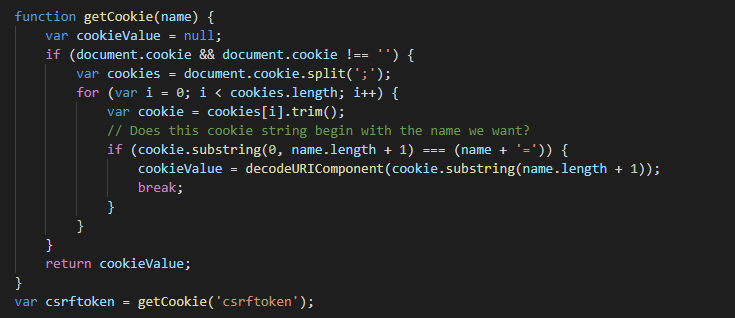 function getCookie(name) {
    var cookieValue = null;
    if (document.cookie && document.cookie !== '') {
        var cookies = document.cookie.split(';');
        for (var i = 0; i < cookies.length; i++) {
            var cookie = cookies[i].trim();
            // Does this cookie string begin with the name we want?
            if (cookie.substring(0, name.length + 1) === (name + '=')) {
                cookieValue = decodeURIComponent(cookie.substring(name.length + 1));
                break;
            }
        }
    }
    return cookieValue;
}
var csrftoken = getCookie('csrftoken');